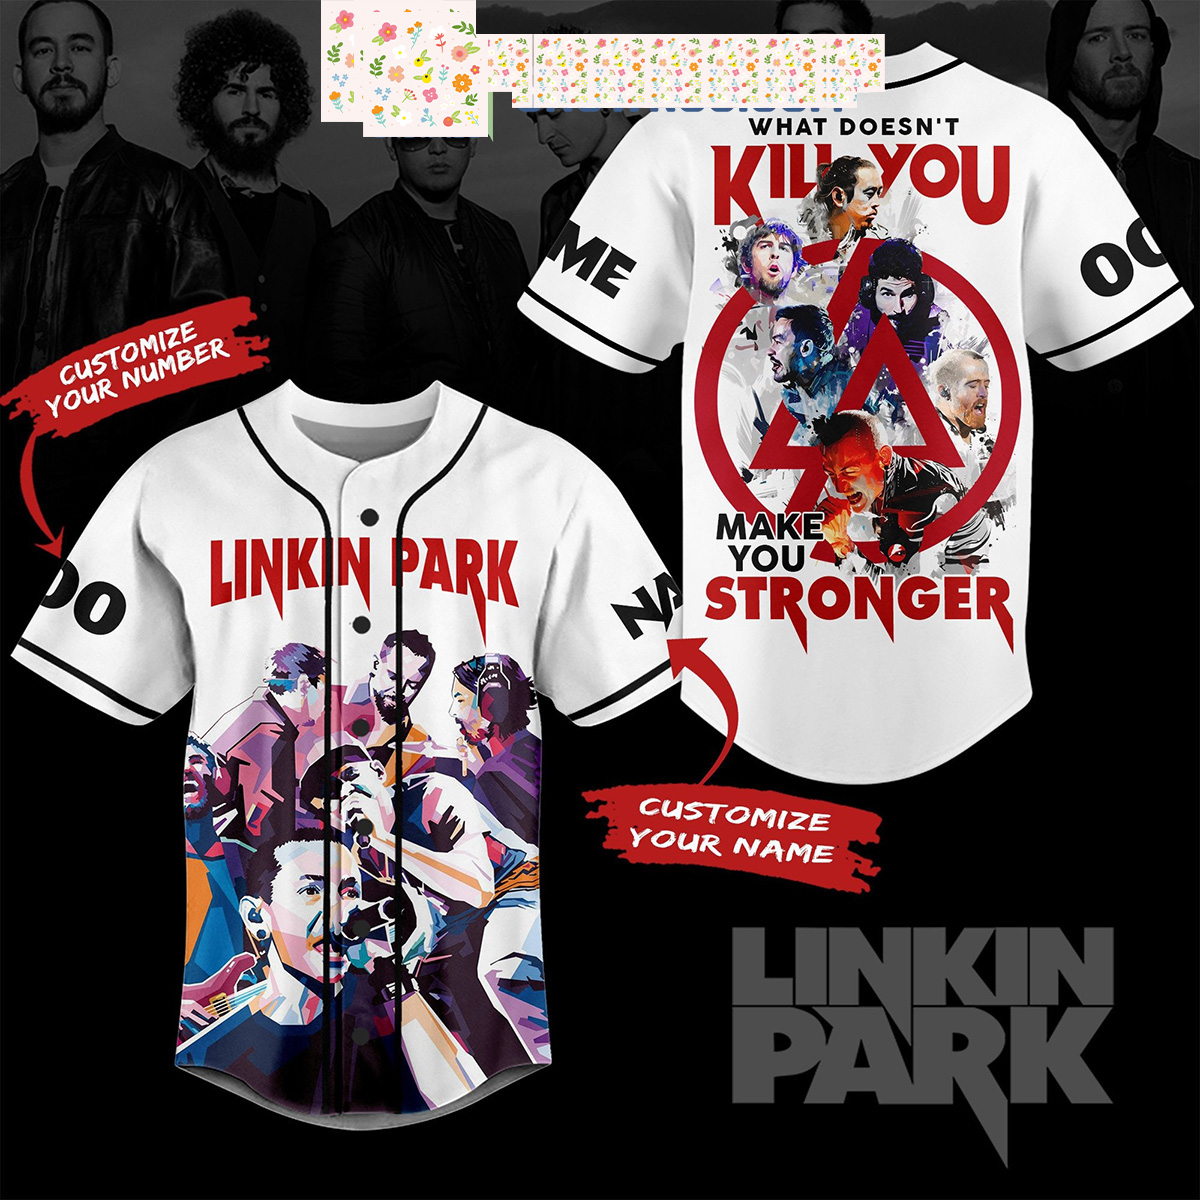 WHAT DOESN'T
KILL YOU
ME
00
CUSTOMIZE
YOUR NUMBER
MAKE
YOU
STRONGER
LINKIN PARK
00
NA
CUSTOMIZE
YOUR NAME
LINKIN
PARK